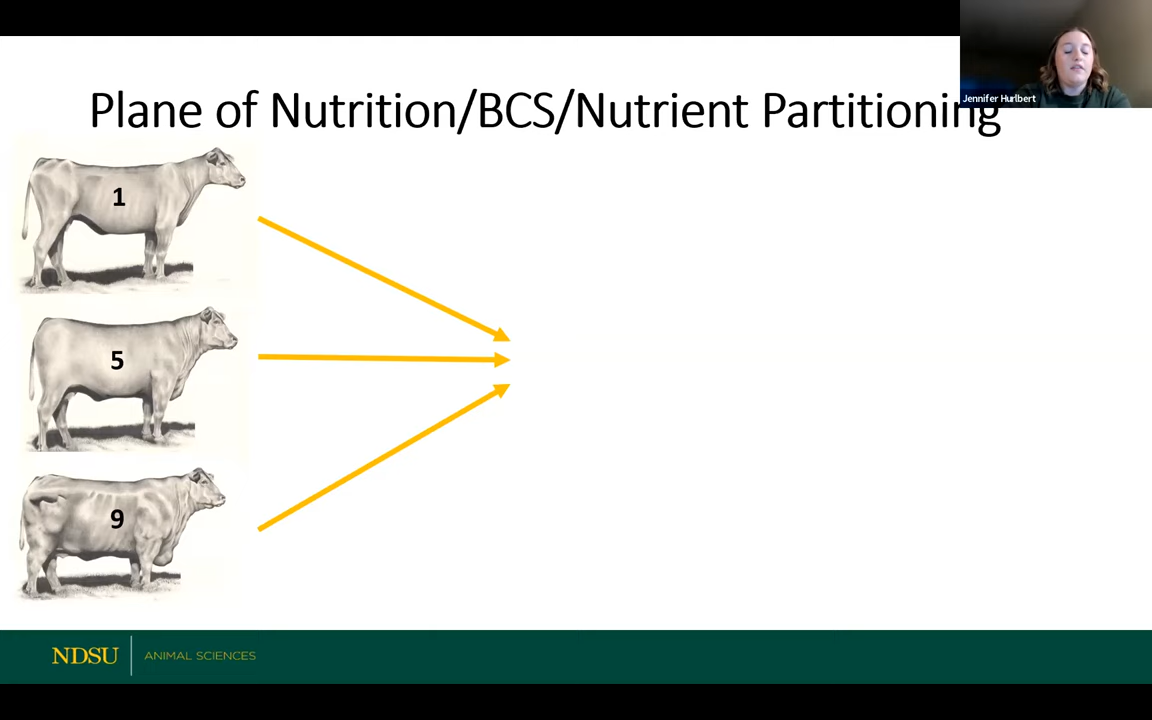 Jennifer Hurlbert
Plane of Nutrition/BCS/Nutrient Partitioning
1
5
9
NDSU ANIMAL SCIENCES